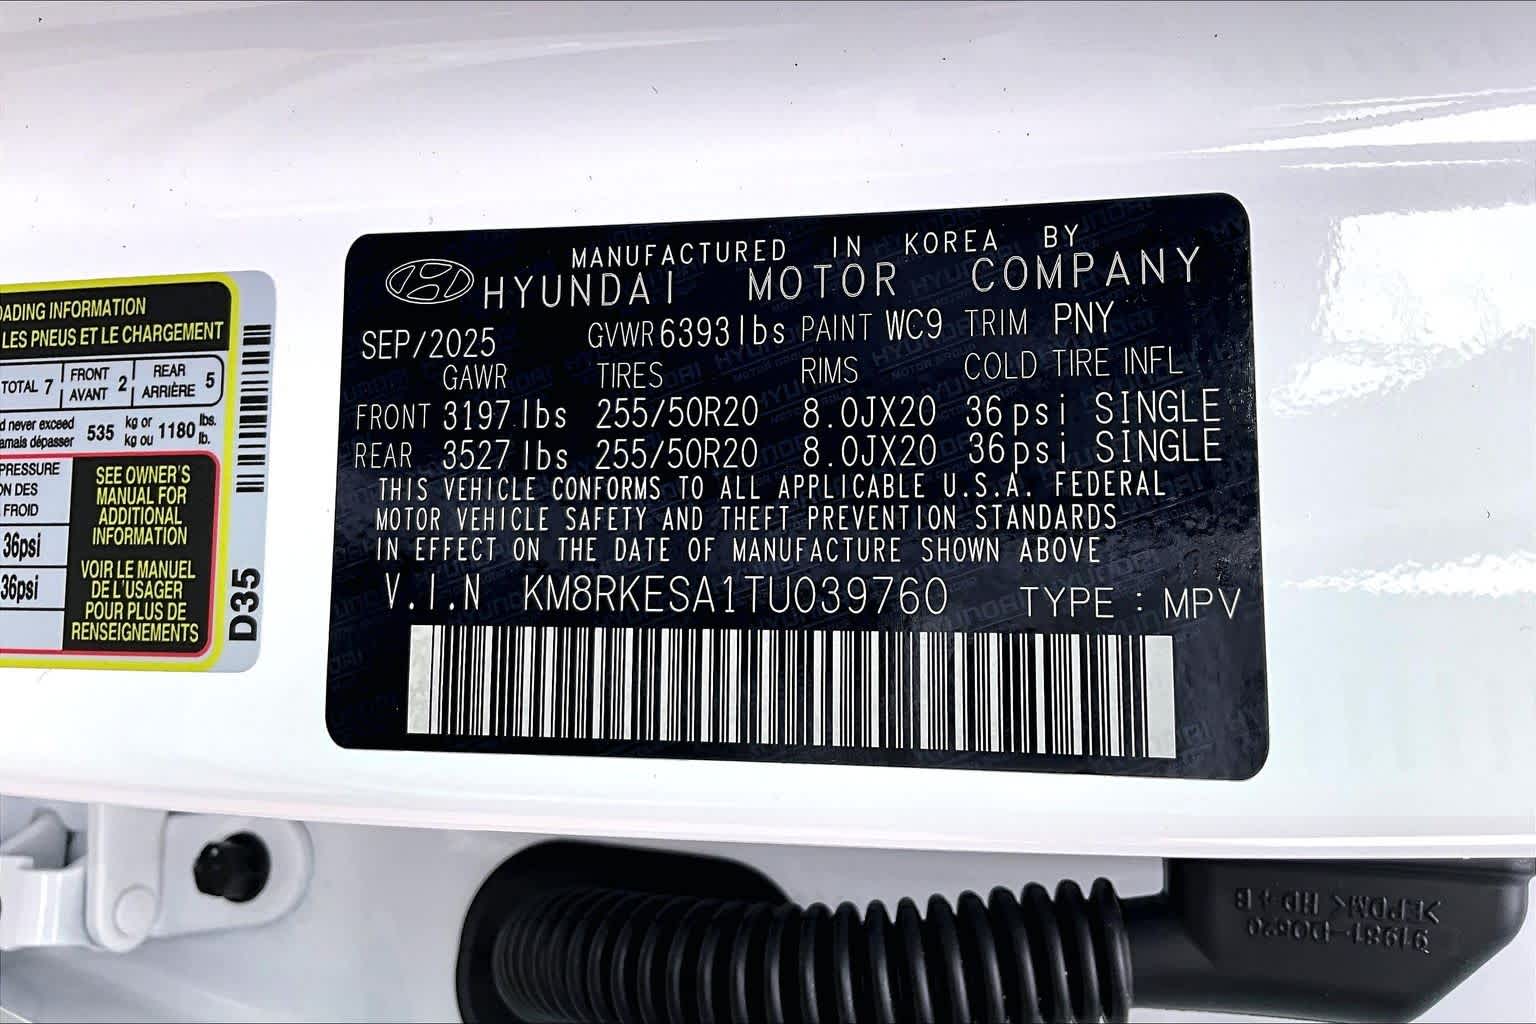 MANUFACTURED IN KOREA BY
HYUNDAI MOTOR COMPANY
SEP/2025 GVWR 6393 lbs PAINT WC9 TRIM PNY
GAWR TIRES RIMS COLD TIRE INFL
FRONT 3197 lbs 255/50R20 8.0JX20 36psi SINGLE
REAR 3527 lbs 255/50R20 8.0JX20 36psi SINGLE
THIS VEHICLE CONFORMS TO ALL APPLICABLE U.S.A. FEDERAL
MOTOR VEHICLE SAFETY AND THEFT PREVENTION STANDARDS
IN EFFECT ON THE DATE OF MANUFACTURE SHOWN ABOVE
V.I.N KM8RKESA1TU039760 TYPE : MPV
INFORMATION
LES PNEUS ET LE CHARGEMENT
TOTAL 7 FRONT AVANT 2 REAR ARRIÈRE 5
never exceed
dépasser 535 kg or kg ou 1180 lbs. lb.
PRESSURE
DES
FROID
36psi
36psi
SEE OWNER'S
MANUAL FOR
ADDITIONAL
INFORMATION
VOIR LE MANUEL
DE L'USAGER
POUR PLUS DE
RENSEIGNEMENTS
D35
>EPDM<